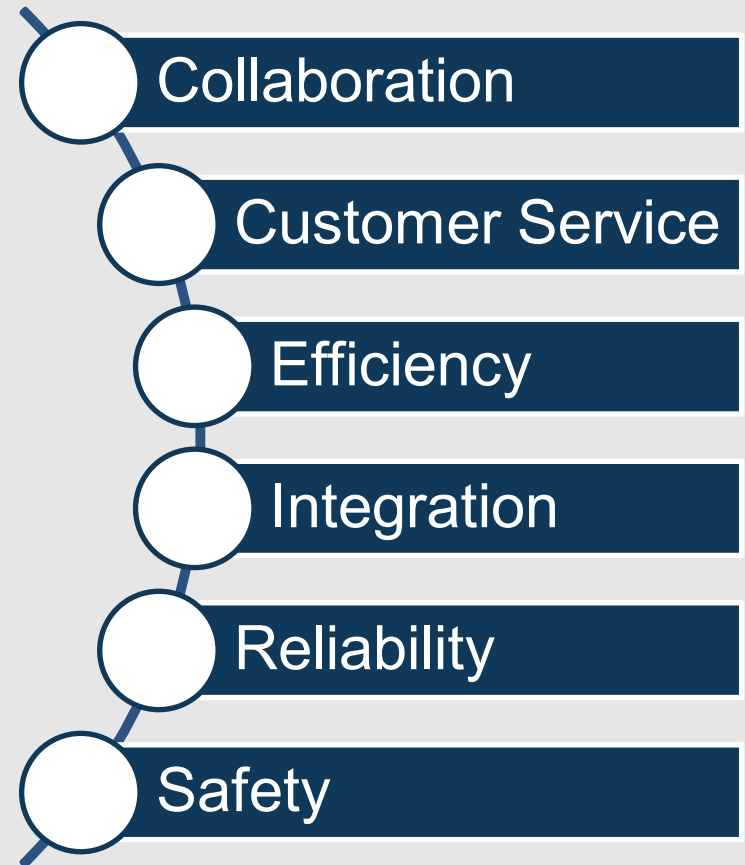 Collaboration
Customer Service
Efficiency
Integration
Reliability
Safety